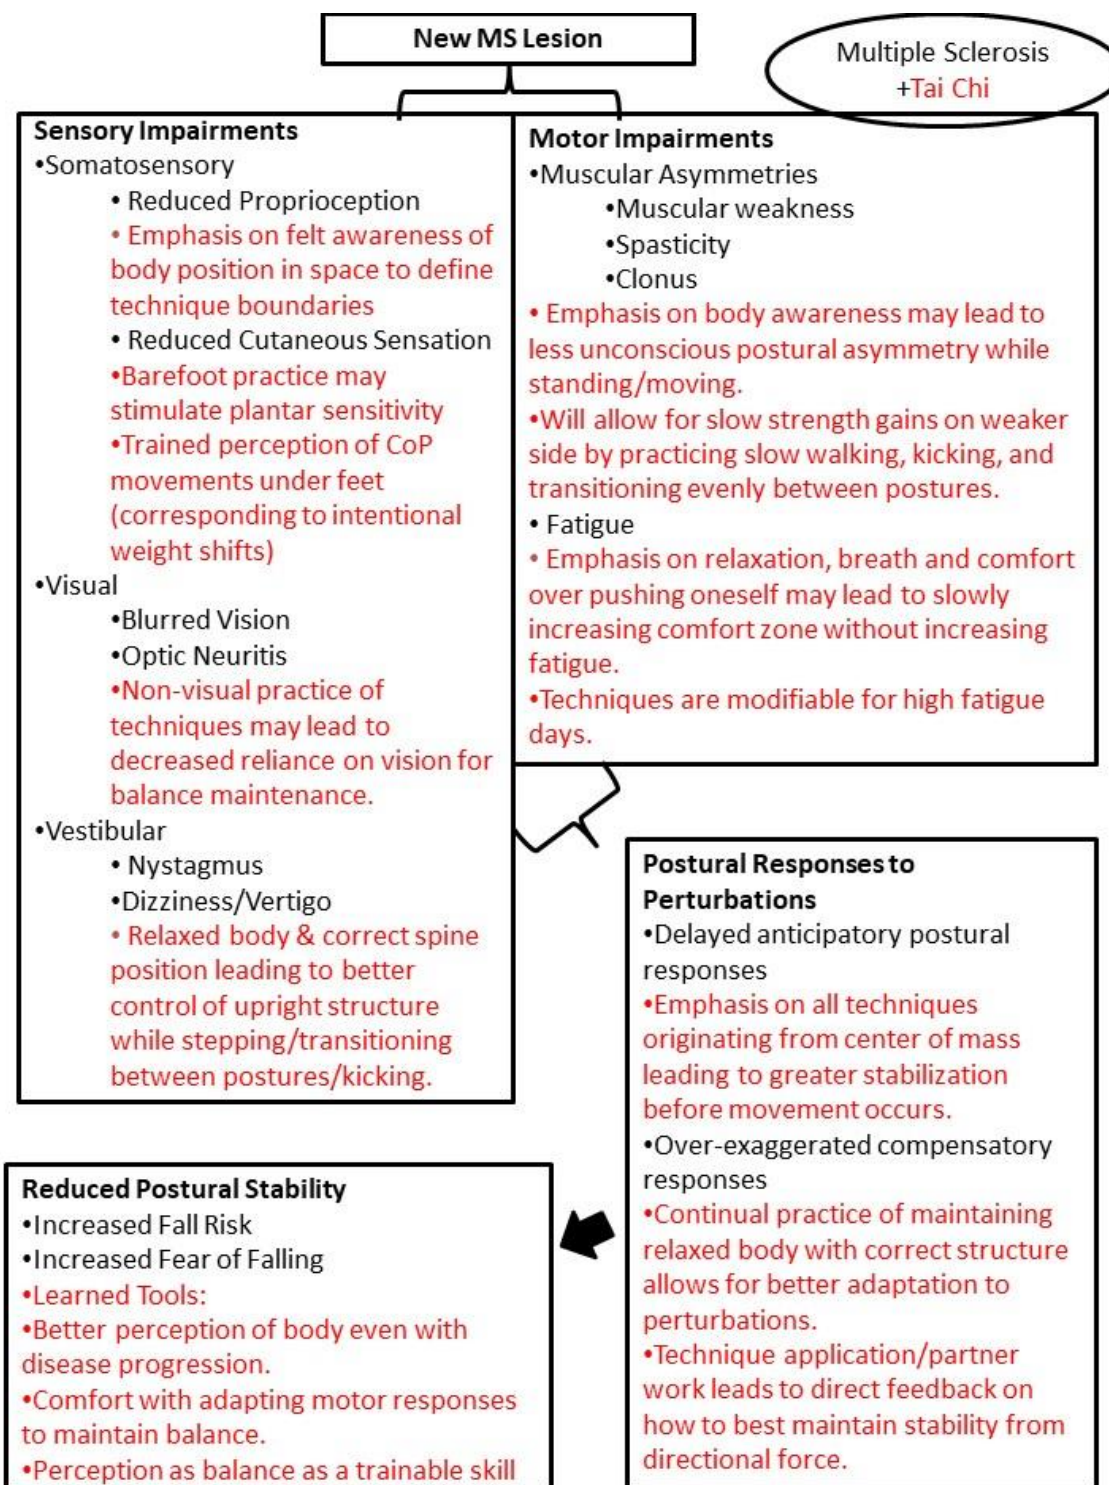 New MS Lesion
Multiple Sclerosis
+Tai Chi
Sensory Impairments
•Somatosensory
• Reduced Proprioception
• Emphasis on felt awareness of
body position in space to define
technique boundaries
• Reduced Cutaneous Sensation
•Barefoot practice may
stimulate plantar sensitivity
•Trained perception of CoP
movements under feet
(corresponding to intentional
weight shifts)
•Visual
•Blurred Vision
•Optic Neuritis
•Non-visual practice of
techniques may lead to
decreased reliance on vision for
balance maintenance.
•Vestibular
• Nystagmus
•Dizziness/Vertigo
• Relaxed body & correct spine
position leading to better
control of upright structure
while stepping/transitioning
between postures/kicking.
Motor Impairments
•Muscular Asymmetries
•Muscular weakness
•Spasticity
•Clonus
• Emphasis on body awareness may lead to
less unconscious postural asymmetry while
standing/moving.
•Will allow for slow strength gains on weaker
side by practicing slow walking, kicking, and
transitioning evenly between postures.
• Fatigue
• Emphasis on relaxation, breath and comfort
over pushing oneself may lead to slowly
increasing comfort zone without increasing
fatigue.
•Techniques are modifiable for high fatigue
days.
Postural Responses to
Perturbations
•Delayed anticipatory postural
responses
•Emphasis on all techniques
originating from center of mass
leading to greater stabilization
before movement occurs.
•Over-exaggerated compensatory
responses
•Continual practice of maintaining
relaxed body with correct structure
allows for better adaptation to
perturbations.
•Technique application/partner
work leads to direct feedback on
how to best maintain stability from
directional force.
Reduced Postural Stability
•Increased Fall Risk
•Increased Fear of Falling
•Learned Tools:
•Better perception of body even with
disease progression.
•Comfort with adapting motor responses
to maintain balance.
•Perception as balance as a trainable skill